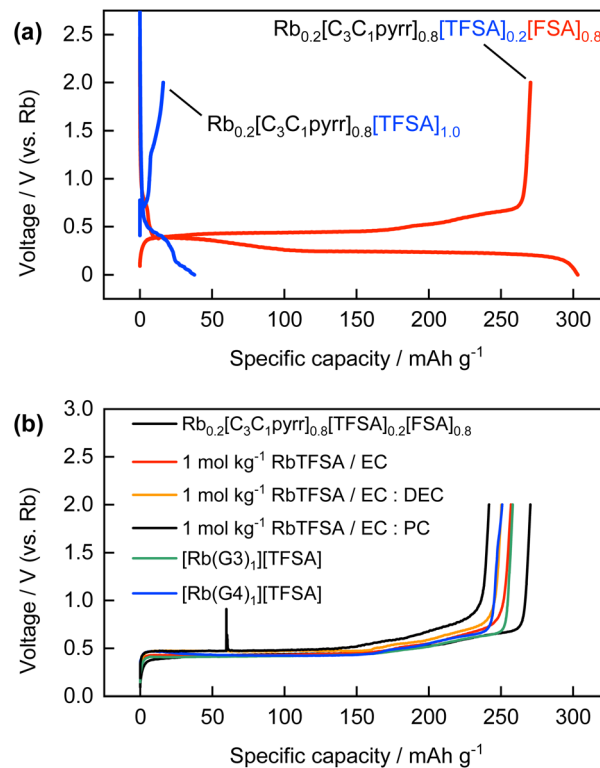 (a)
Rb₀.₂[C₃C₁pyrr]₀.₈[TFSA]₀.₂[FSA]₀.₈
Rb₀.₂[C₃C₁pyrr]₀.₈[TFSA]₁.₀
2.5
2.0
1.5
1.0
0.5
0
Voltage / V (vs. Rb)
0 50 100 150 200 250 300
Specific capacity / mAh g⁻¹
(b)
3.0
2.5
2.0
1.5
1.0
0.5
0.0
Voltage / V (vs. Rb)
Rb₀.₂[C₃C₁pyrr]₀.₈[TFSA]₀.₂[FSA]₀.₈
1 mol kg⁻¹ RbTFSA / EC
1 mol kg⁻¹ RbTFSA / EC : DEC
1 mol kg⁻¹ RbTFSA / EC : PC
[Rb(G3)₁][TFSA]
[Rb(G4)₁][TFSA]
0 50 100 150 200 250 300
Specific capacity / mAh g⁻¹